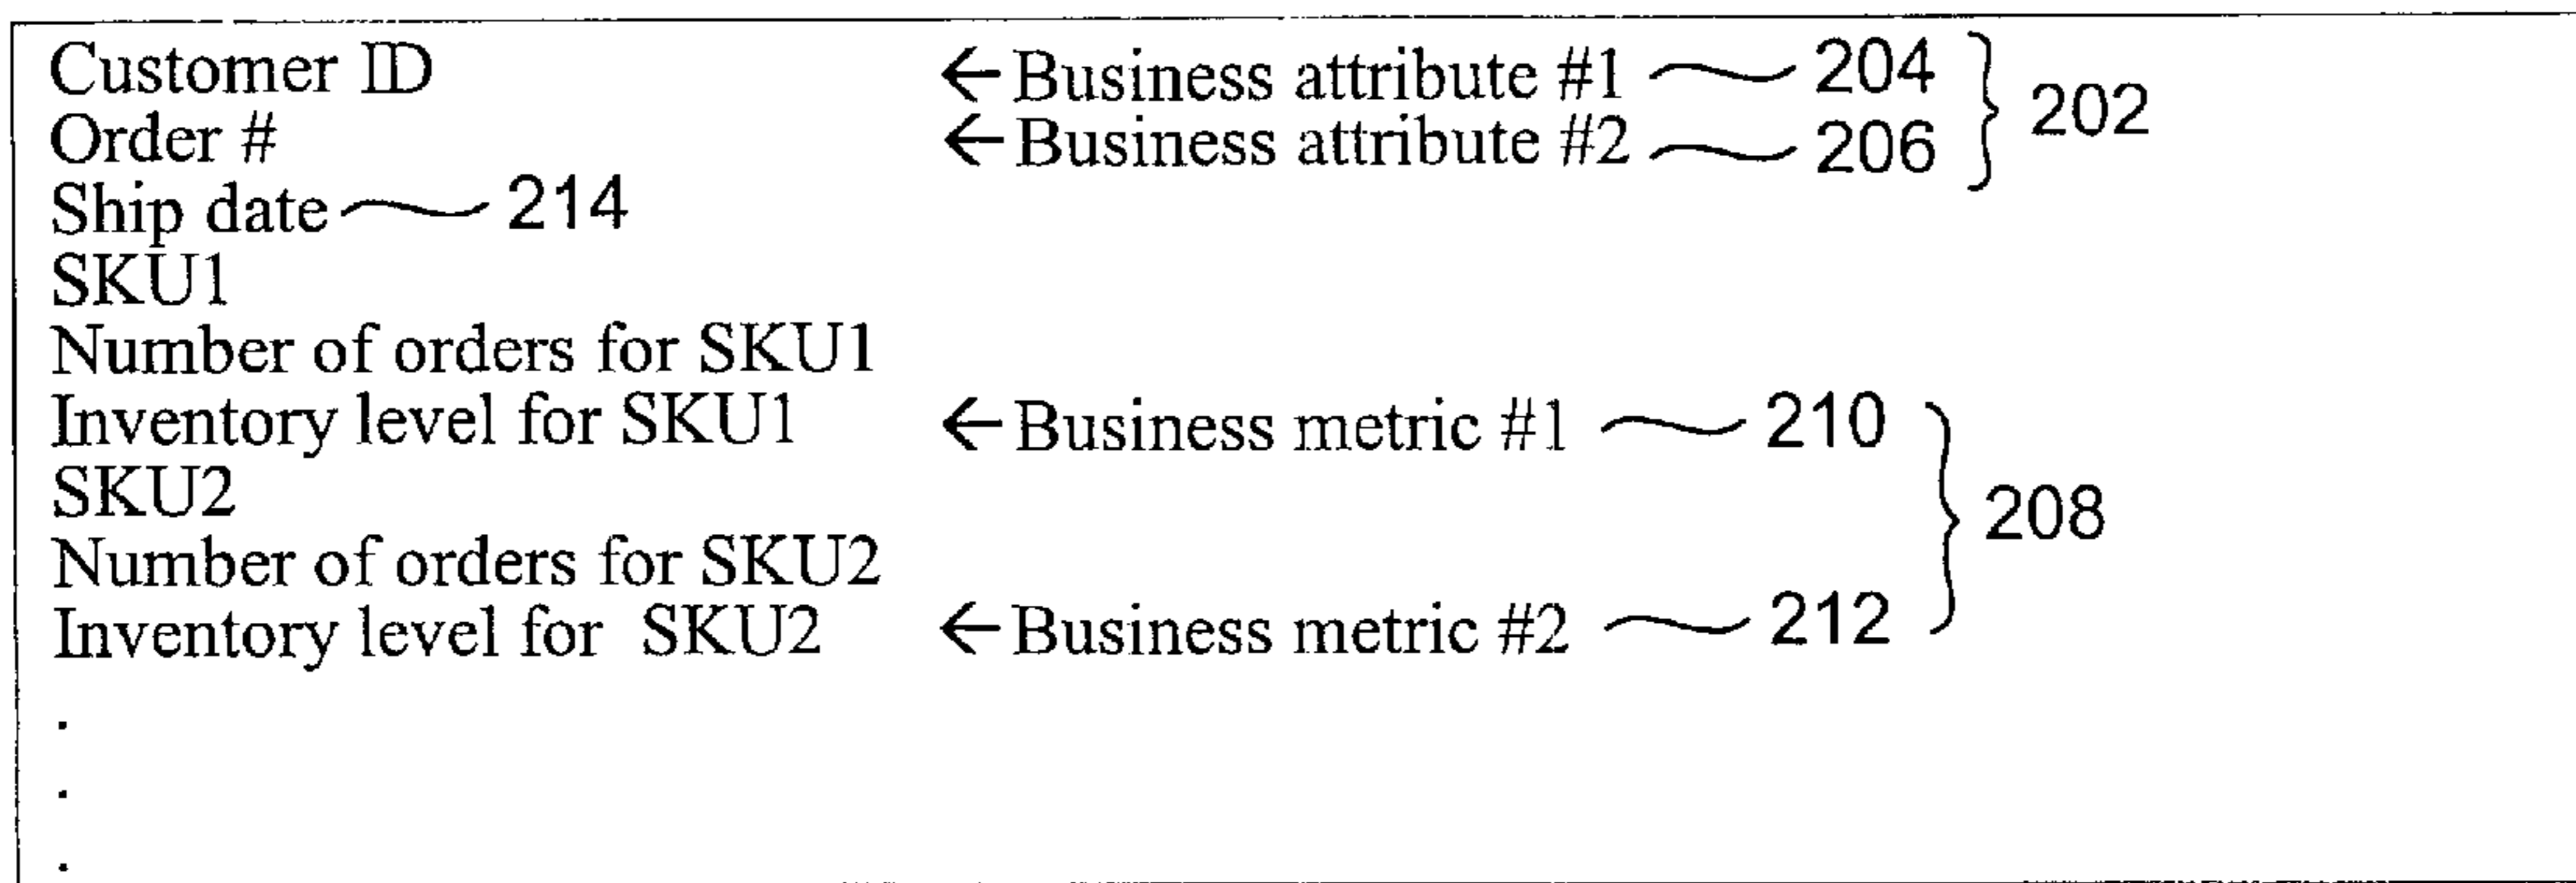 Customer ID ← Business attribute #1 204
202
Order # ← Business attribute #2 206
Ship date 214
SKU1
Number of orders for SKU1
Inventory level for SKU1 ← Business metric #1 210
SKU2
208
Number of orders for SKU2
Inventory level for SKU2 ← Business metric #2 212
.
.
.